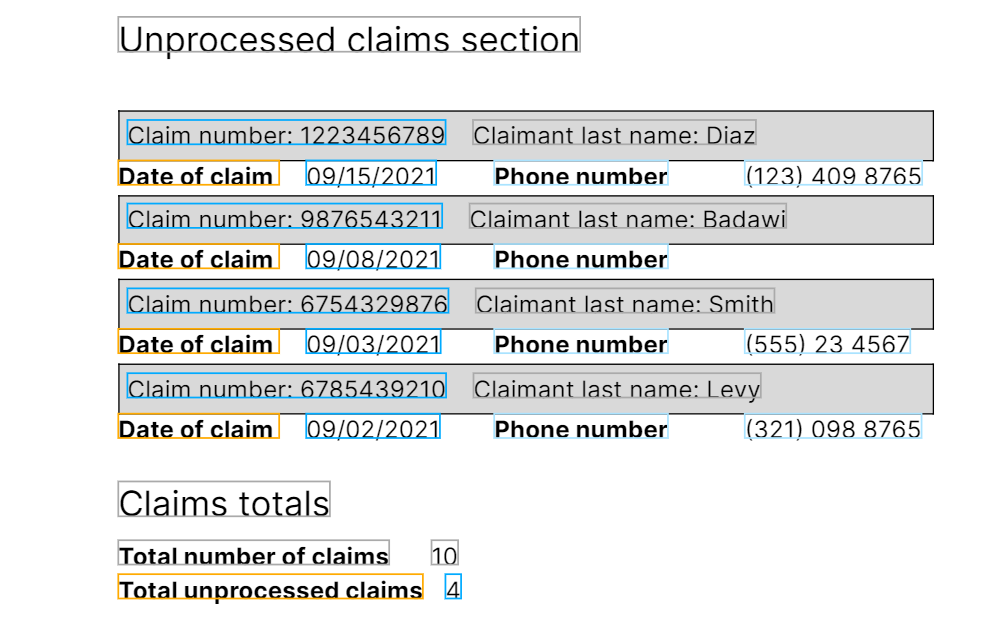 Unprocessed claims section
Claim number: 1223456789 Claimant last name: Diaz
Date of claim 09/15/2021 Phone number (123) 409 8765
Claim number: 9876543211 Claimant last name: Badawi
Date of claim 09/08/2021 Phone number
Claim number: 6754329876 Claimant last name: Smith
Date of claim 09/03/2021 Phone number (555) 23 4567
Claim number: 6785439210 Claimant last name: Levy
Date of claim 09/02/2021 Phone number (321) 098 8765
Claims totals
Total number of claims 10
Total unprocessed claims 4